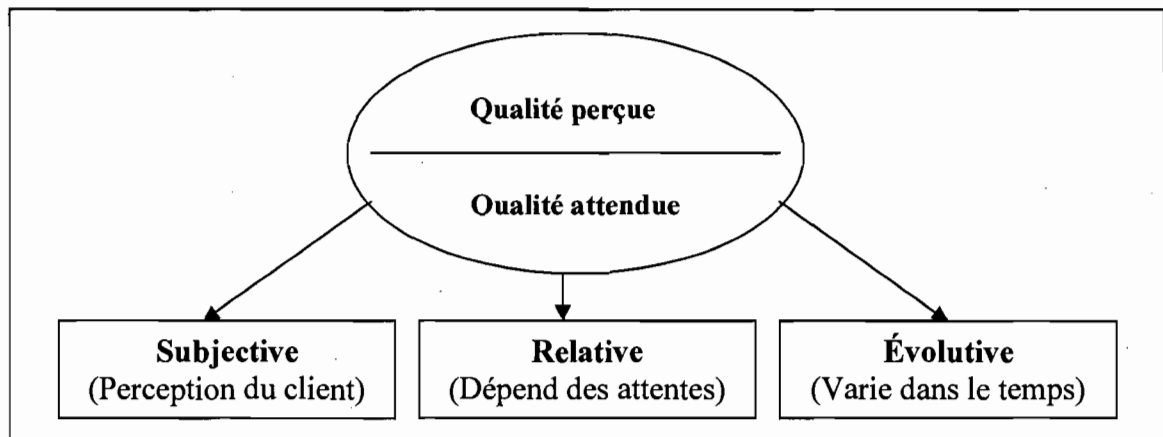 Qualité perçue
Oualité attendue
Subjective
(Perception du client)
Relative
(Dépend des attentes)
Évolutive
(Varie dans le temps)